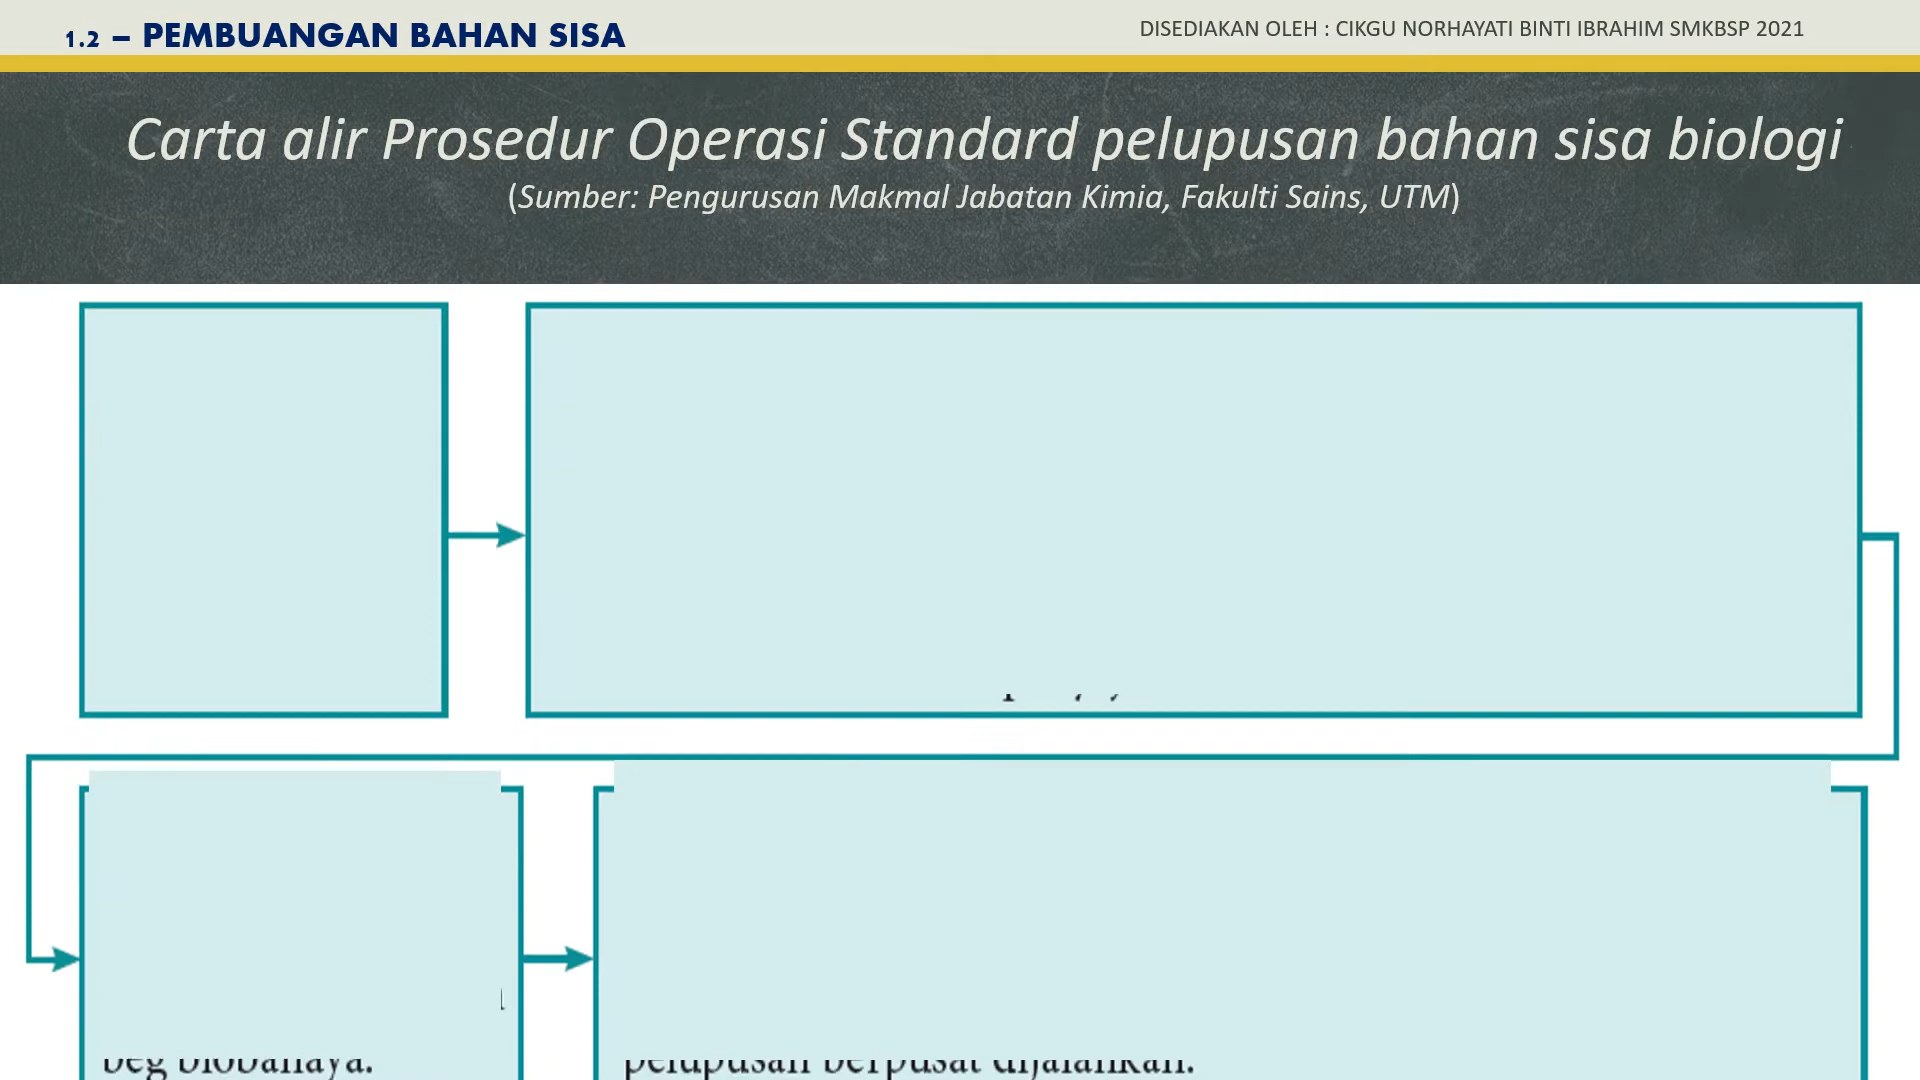 1.2 – PEMBUANGAN BAHAN SISA
DISEDIAKAN OLEH : CIKGU NORHAYATI BINTI IBRAHIM SMKBSP 2021
Carta alir Prosedur Operasi Standard pelupusan bahan sisa biologi
(Sumber: Pengurusan Makmal Jabatan Kimia, Fakulti Sains, UTM)
beg biobahaya.
pelupusan berpusat dijalankan.